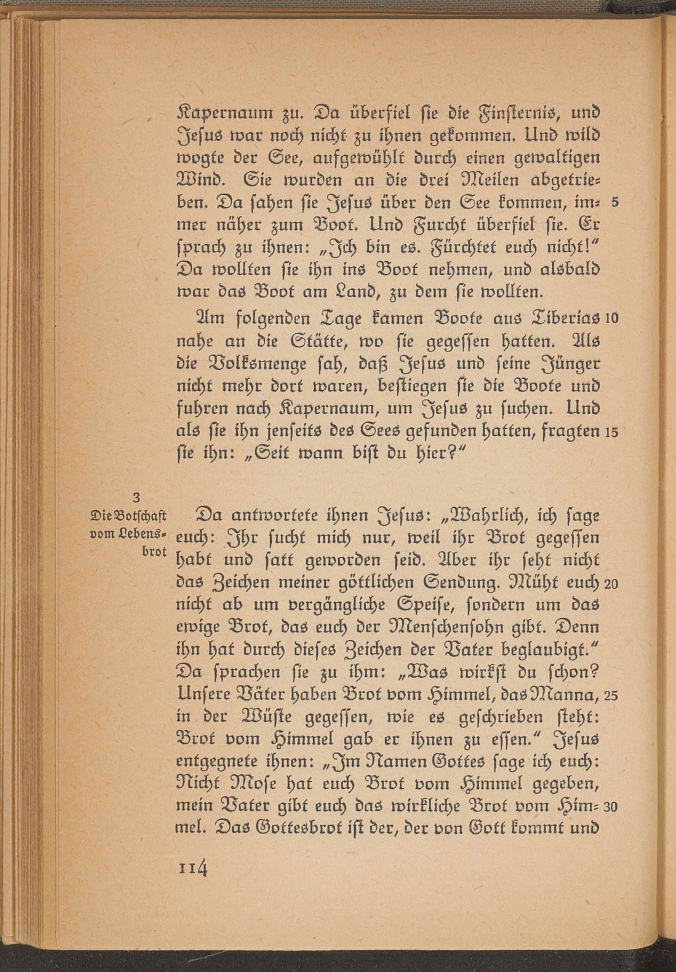 Kapernaum zu. Da überfiel sie die Finsternis, und
Jesus war noch nicht zu ihnen gekommen. Und wild
wogte der See, aufgewühlt durch einen gewaltigen
Wind. Sie wurden an die drei Meilen abgetrie-
ben. Da sahen sie Jesus über den See kommen, im- 5
mer näher zum Boot. Und Furcht überfiel sie. Er
sprach zu ihnen: „Ich bin es. Fürchtet euch nicht!“
Da wollten sie ihn ins Boot nehmen, und alsbald
war das Boot am Land, zu dem sie wollten.
Am folgenden Tage kamen Boote aus Tiberias 10
nahe an die Stätte, wo sie gegessen hatten. Als
die Volksmenge sah, daß Jesus und seine Jünger
nicht mehr dort waren, bestiegen sie die Boote und
fuhren nach Kapernaum, um Jesus zu suchen. Und
als sie ihn jenseits des Sees gefunden hatten, fragten 15
sie ihn: „Seit wann bist du hier?“
3
Die Botschaft
vom Lebens-
brot
Da antwortete ihnen Jesus: „Wahrlich, ich sage
euch: Ihr sucht mich nur, weil ihr Brot gegessen
habt und satt geworden seid. Aber ihr seht nicht
das Zeichen meiner göttlichen Sendung. Müht euch 20
nicht ab um vergängliche Speise, sondern um das
ewige Brot, das euch der Menschensohn gibt. Denn
ihn hat durch dieses Zeichen der Vater beglaubigt.“
Da sprachen sie zu ihm: „Was wirkst du schon?
Unsere Väter haben Brot vom Himmel, das Manna, 25
in der Wüste gegessen, wie es geschrieben steht:
Brot vom Himmel gab er ihnen zu essen.“ Jesus
entgegnete ihnen: „Im Namen Gottes sage ich euch:
Nicht Mose hat euch Brot vom Himmel gegeben,
mein Vater gibt euch das wirkliche Brot vom Him- 30
mel. Das Gottesbrot ist der, der von Gott kommt und
114